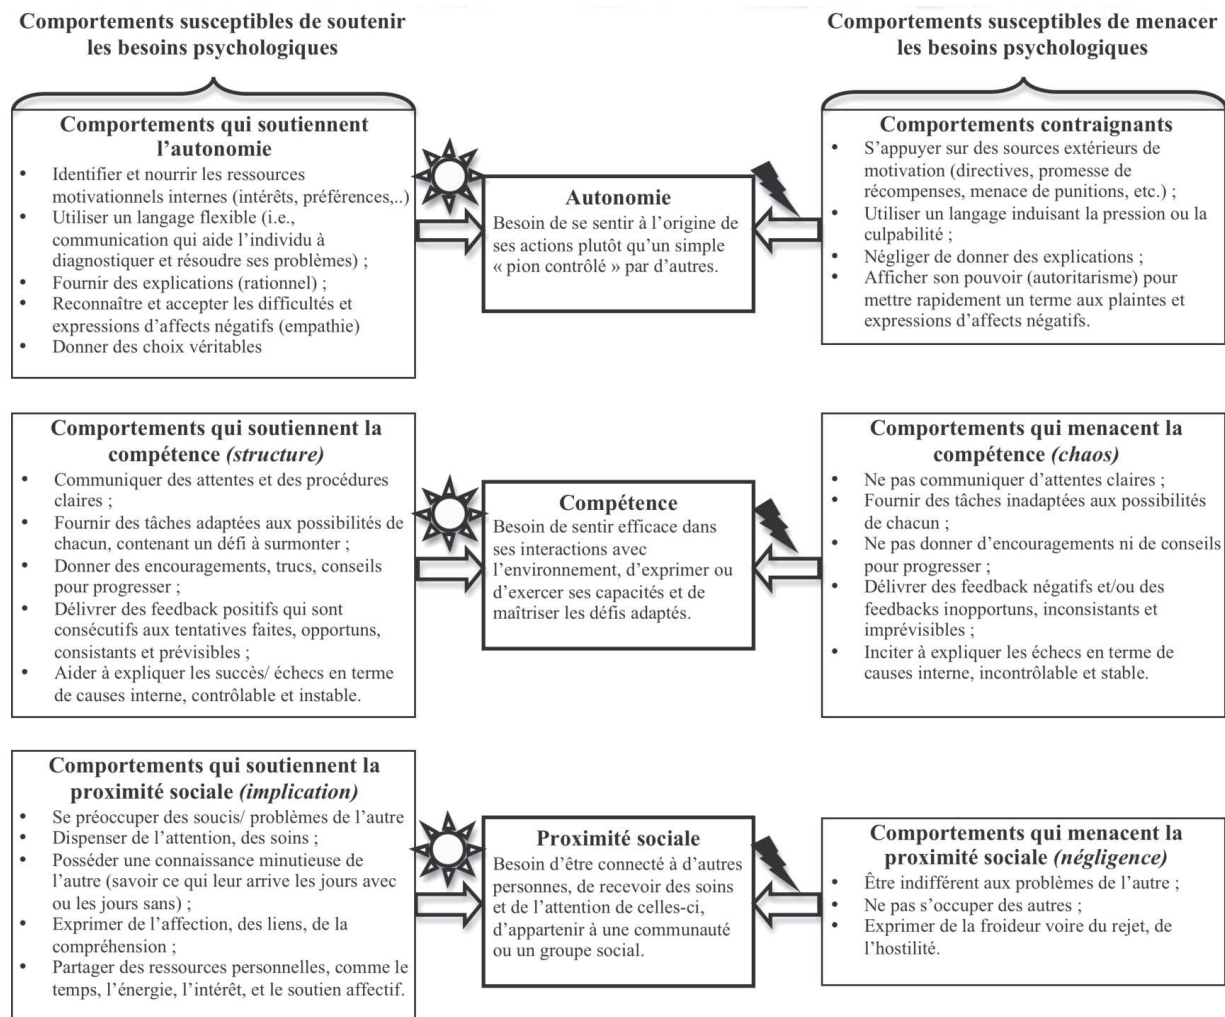 Comportements susceptibles de soutenir
les besoins psychologiques
Comportements susceptibles de menacer
les besoins psychologiques
Comportements qui soutiennent
l’autonomie
• Identifier et nourrir les ressources
motivationnels internes (intérêts, préférences,..)
• Utiliser un langage flexible (i.e.,
communication qui aide l’individu à
diagnostiquer et résoudre ses problèmes) ;
• Fournir des explications (rationnel) ;
• Reconnaître et accepter les difficultés et
expressions d’affects négatifs (empathie)
• Donner des choix véritables
Autonomie
Besoin de se sentir à l’origine de
ses actions plutôt qu’un simple
« pion contrôlé » par d’autres.
Comportements contraignants
• S’appuyer sur des sources extérieurs de
motivation (directives, promesse de
récompenses, menace de punitions, etc.) ;
• Utiliser un langage induisant la pression ou la
culpabilité ;
• Négliger de donner des explications ;
• Afficher son pouvoir (autoritarisme) pour
mettre rapidement un terme aux plaintes et
expressions d’affects négatifs.
Comportements qui soutiennent la
compétence (structure)
• Communiquer des attentes et des procédures
claires ;
• Fournir des tâches adaptées aux possibilités de
chacun, contenant un défi à surmonter ;
• Donner des encouragements, trucs, conseils
pour progresser ;
• Délivrer des feedback positifs qui sont
consécutifs aux tentatives faites, opportuns,
consistants et prévisibles ;
• Aider à expliquer les succès/ échecs en terme
de causes interne, contrôlable et instable.
Compétence
Besoin de sentir efficace dans
ses interactions avec
l’environnement, d’exprimer ou
d’exercer ses capacités et de
maîtriser les défis adaptés.
Comportements qui menacent la
compétence (chaos)
• Ne pas communiquer d’attentes claires ;
• Fournir des tâches inadaptées aux possibilités
de chacun ;
• Ne pas donner d’encouragements ni de conseils
pour progresser ;
• Délivrer des feedback négatifs et/ou des
feedbacks inopportuns, inconsistants et
imprévisibles ;
• Inciter à expliquer les échecs en terme de
causes interne, incontrôlable et stable.
Comportements qui soutiennent la
proximité sociale (implication)
• Se préoccuper des soucis/ problèmes de l’autre
• Dispenser de l’attention, des soins ;
• Posséder une connaissance minutieuse de
l’autre (savoir ce qui leur arrive les jours avec
ou les jours sans) ;
• Exprimer de l’affection, des liens, de la
compréhension ;
• Partager des ressources personnelles, comme le
temps, l’énergie, l’intérêt, et le soutien affectif.
Proximité sociale
Besoin d’être connecté à d’autres
personnes, de recevoir des soins
et de l’attention de celles-ci,
d’appartenir à une communauté
ou un groupe social.
Comportements qui menacent la
proximité sociale (négligence)
• Être indifférent aux problèmes de l’autre ;
• Ne pas s’occuper des autres ;
• Exprimer de la froideur voire du rejet, de
l’hostilité.